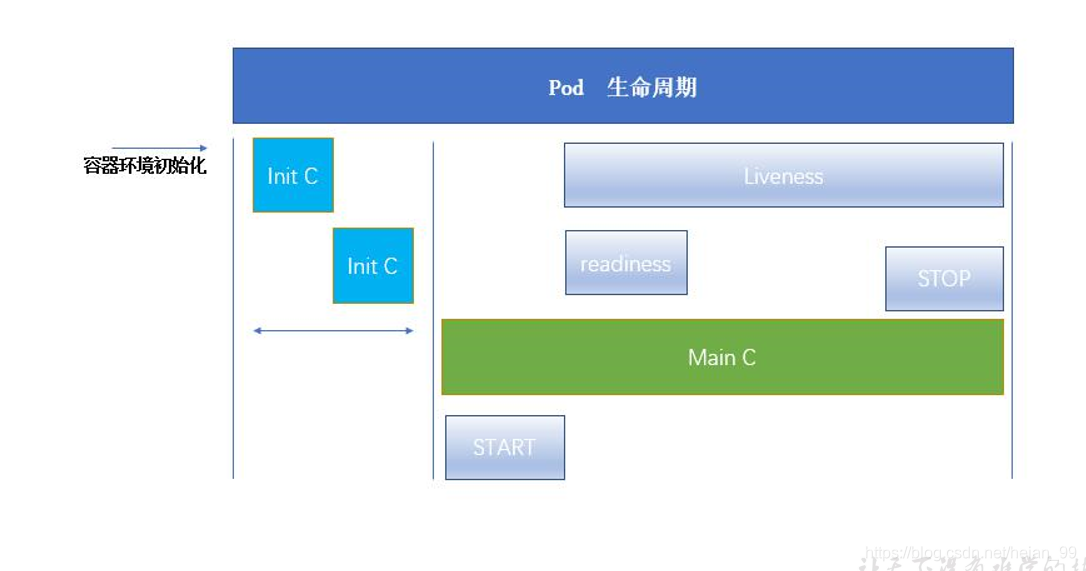 Pod 生命周期
容器环境初始化
Init C
Liveness
Init C
readiness
STOP
Main C
START
https://blog.csdn.net/heian_99